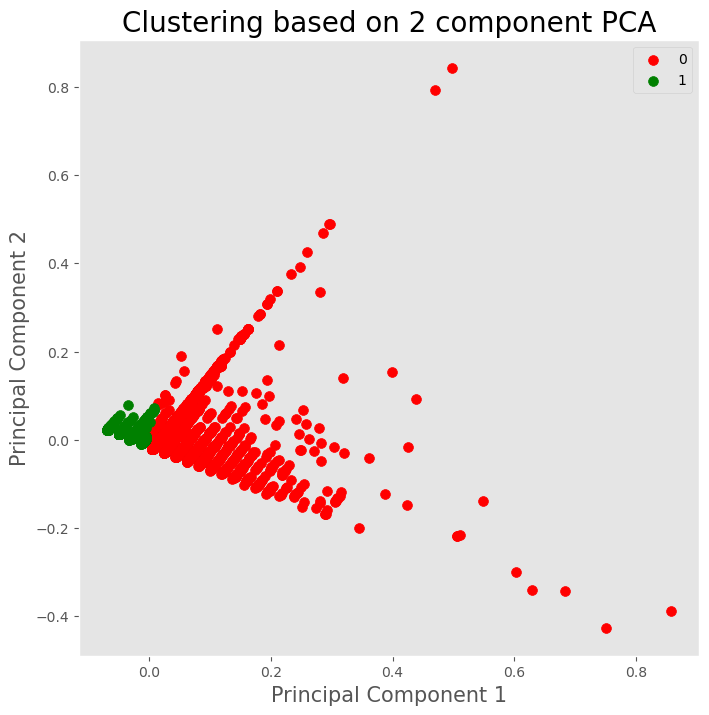 Clustering based on 2 component PCA
0
1
Principal Component 2
0.8
0.6
0.4
0.2
0.0
−0.2
−0.4
0.0 0.2 0.4 0.6 0.8
Principal Component 1